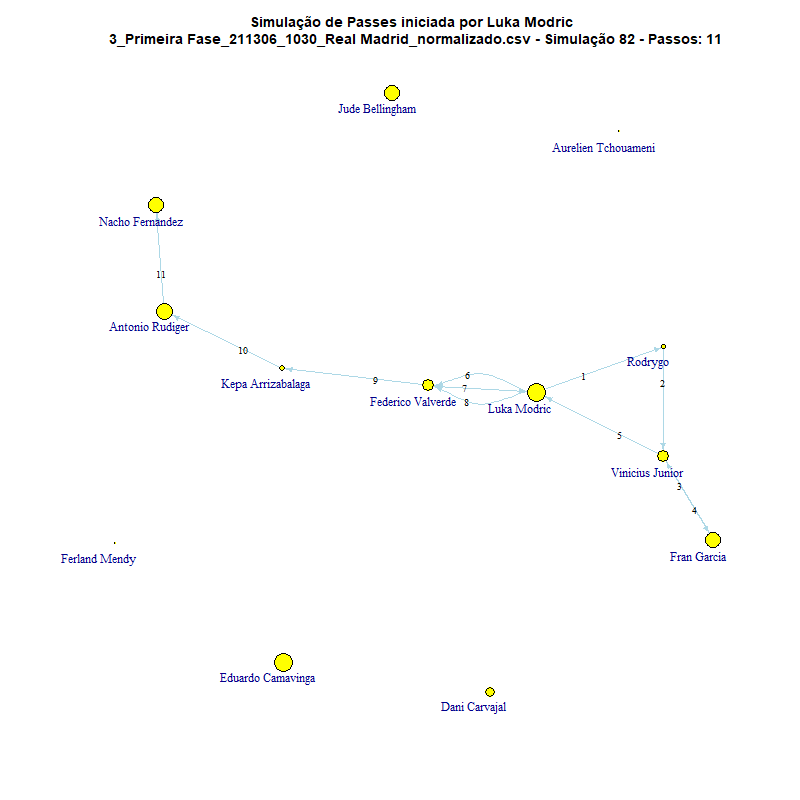 Simulação de Passes iniciada por Luka Modric
3_Primeira Fase_211306_1030_Real Madrid_normalizado.csv - Simulação 82 - Passos: 11
Jude Bellingham
Aurelien Tchouameni
Nacho Fernandez
11
Antonio Rudiger
10
Rodrygo
Kepa Arrizabalaga
9
6
7
8
1
2
Federico Valverde
Luka Modric
5
Vinicius Junior
3
4
Fran Garcia
Ferland Mendy
Eduardo Camavinga
Dani Carvajal